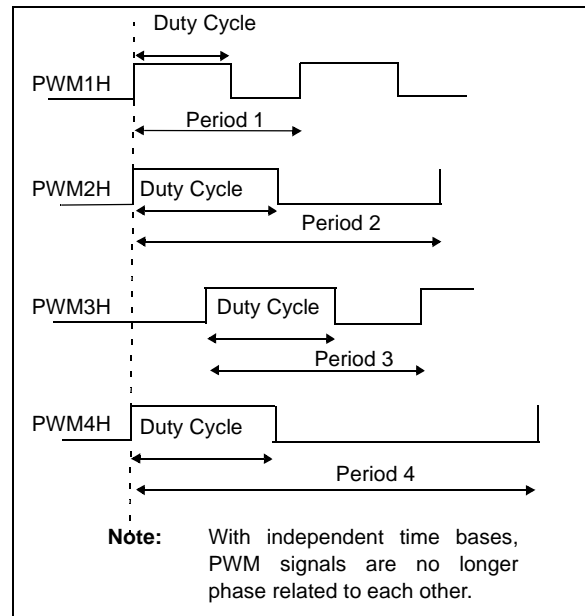 Duty Cycle
PWM1H
Period 1
PWM2H
Duty Cycle
Period 2
PWM3H
Duty Cycle
Period 3
PWM4H
Duty Cycle
Period 4
Note: With independent time bases,
PWM signals are no longer
phase related to each other.